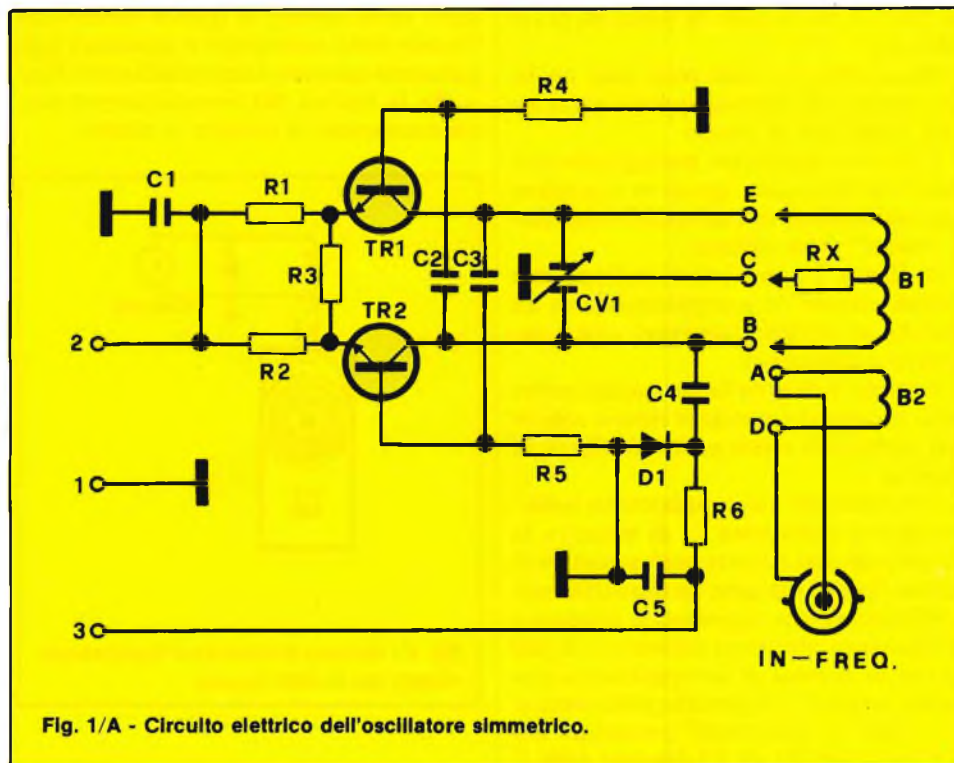 R4
C1
R1
E
TR1
C
RX
R3
C2
C3
B1
CV1
TR2
2
B
R2
A
C4
B2
D
R5
D1
1
R6
C5
3
IN-FREQ.
Fig. 1/A - Circuito elettrico dell'oscillatore simmetrico.